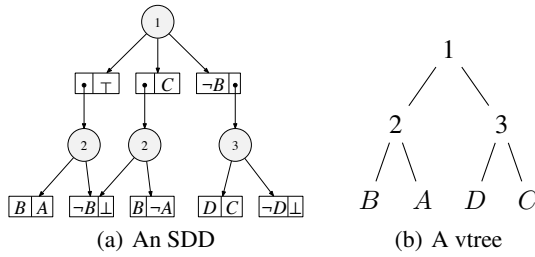 1
⊤ C ¬B 1
2 2 3 2 3
B A ¬B ⊥ B ¬A D C ¬D ⊥ B A D C
(a) An SDD (b) A vtree